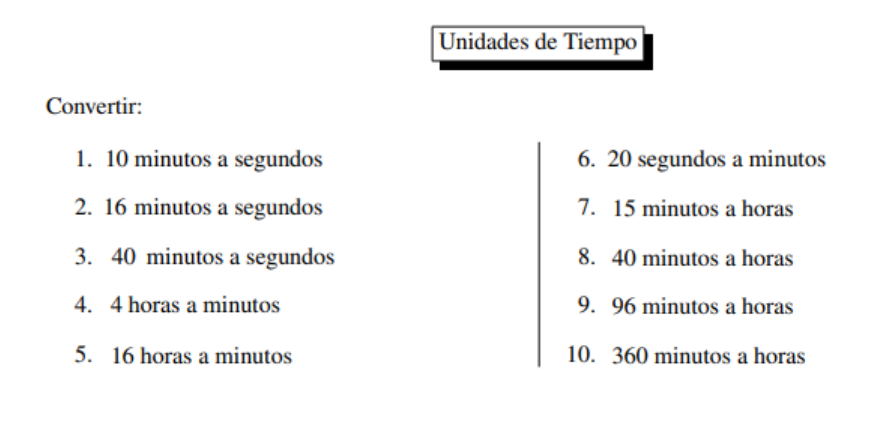 Unidades de Tiempo
Convertir:
1. 10 minutos a segundos
2. 16 minutos a segundos
3. 40 minutos a segundos
4. 4 horas a minutos
5. 16 horas a minutos
6. 20 segundos a minutos
7. 15 minutos a horas
8. 40 minutos a horas
9. 96 minutos a horas
10. 360 minutos a horas